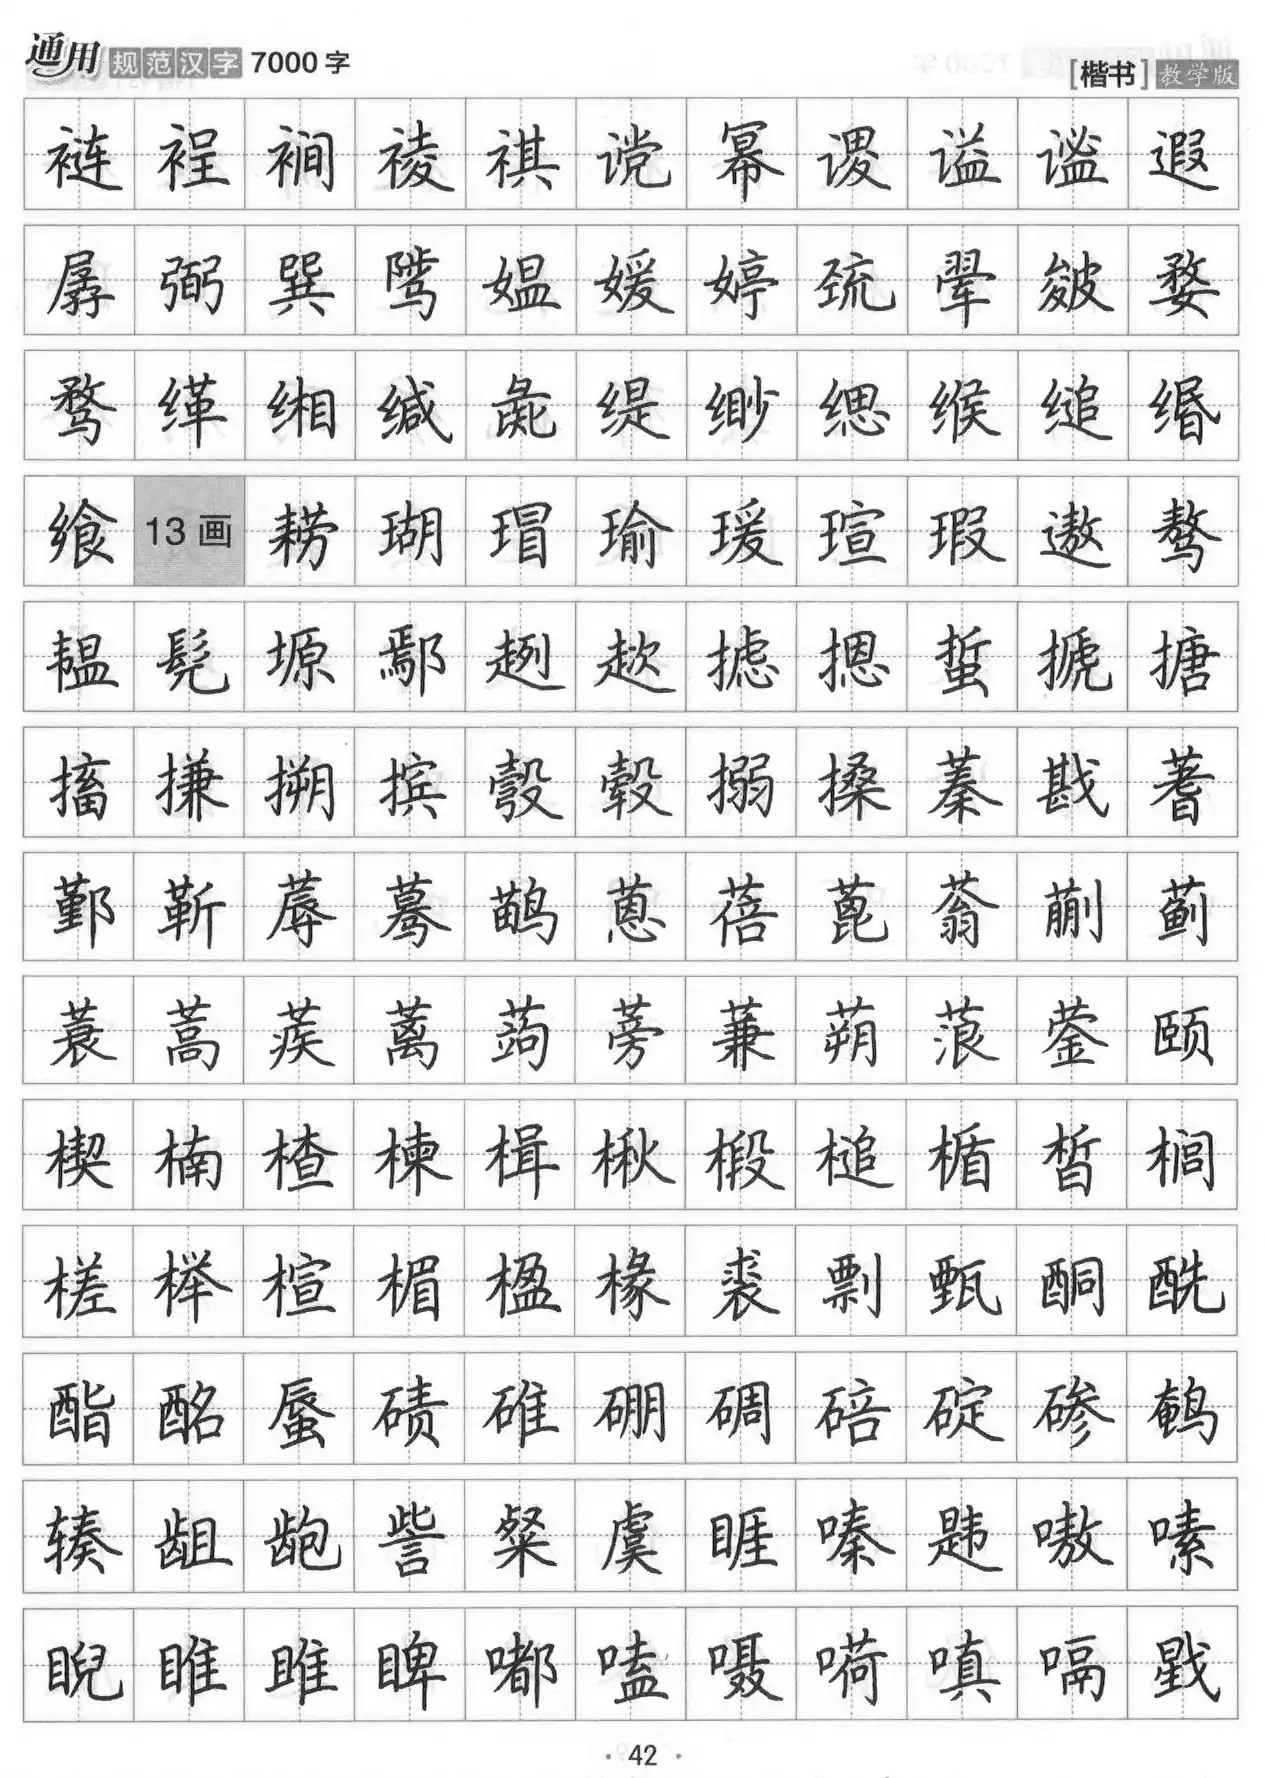 通用规范汉字 7000 字
[楷书] 教学版
裢 裎 裥 祾 祺 谠 幂 谡 谥 谧 遐
孱 弼 巽 骘 媪 媛 婷 巯 翚 皴 婺
骛 缂 缃 缄 彘 缇 缈 缌 缑 缒 缗
飨 13 画 耢 瑚 瑁 瑜 瑗 瑄 瑕 遨 骜
韫 髡 塬 鄢 趔 趑 摅 摁 蜇 搋 搪
搐 搛 搠 摈 彀 毂 搦 搡 蓁 戡 蓍
鄞 靳 蓐 蓦 鹋 蒽 蓓 蓖 蓊 蒯 蓟
蓑 蒿 蒺 蓠 蒟 蒡 蒹 蒴 蒗 蓥 颐
楔 楠 楂 楝 楫 楸 椴 槌 楯 皙 榈
槎 榉 楦 楣 楹 椽 裘 剽 甄 酮 酰
酯 酩 蜃 碛 碓 硼 碉 碚 碇 碜 鹌
辏 龃 龅 訾 粲 虞 睚 嗪 韪 嗷 嗉
睨 睢 雎 睥 嘟 嗑 嗫 嗬 嗔 嗝 戥
· 42 ·